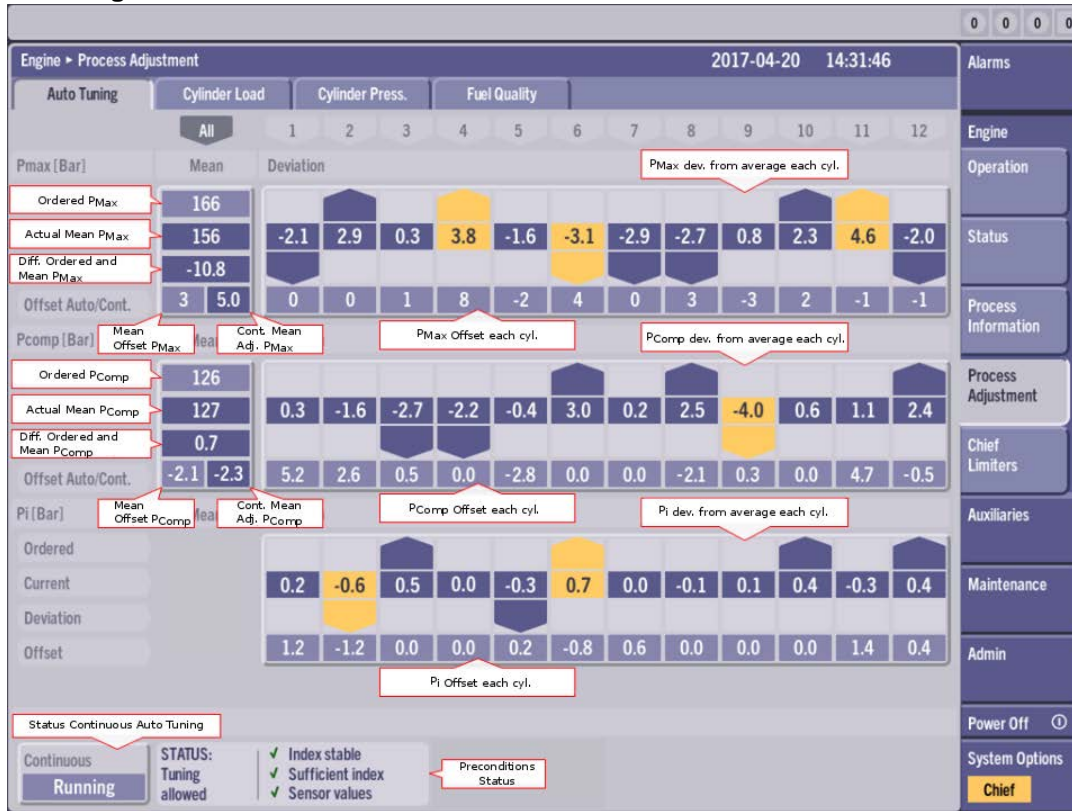 0 0 0 0
Engine ▸ Process Adjustment 2017-04-20 14:31:46
Auto Tuning Cylinder Load Cylinder Press. Fuel Quality
All 1 2 3 4 5 6 7 8 9 10 11 12
Pmax [Bar] Mean Deviation
PMax dev. from average each cyl.
Ordered PMax 166
Actual Mean PMax 156 -2.1 2.9 0.3 3.8 -1.6 -3.1 -2.9 -2.7 0.8 2.3 4.6 -2.0
Diff. Ordered and
Mean PMax
-10.8
Offset Auto/Cont. 3 5.0 0 0 1 8 -2 4 0 3 -3 2 -1 -1
Pcomp [Bar]
Mean
Offset PMax
Cont. Mean
Adj. PMax
PMax Offset each cyl.
PComp dev. from average each cyl.
Ordered PComp 126
Actual Mean PComp 127 0.3 -1.6 -2.7 -2.2 -0.4 3.0 0.2 2.5 -4.0 0.6 1.1 2.4
Diff. Ordered and
Mean PComp
0.7
Offset Auto/Cont. -2.1 -2.3 5.2 2.6 0.5 0.0 -2.8 0.0 0.0 -2.1 0.3 0.0 4.7 -0.5
Pi [Bar]
Mean
Offset PComp
Cont. Mean
Adj. PComp
PComp Offset each cyl.
Pi dev. from average each cyl.
Ordered
Current 0.2 -0.6 0.5 0.0 -0.3 0.7 0.0 -0.1 0.1 0.4 -0.3 0.4
Deviation
Offset 1.2 -1.2 0.0 0.0 0.2 -0.8 0.6 0.0 0.0 0.0 1.4 0.4
Pi Offset each cyl.
Status Continuous Auto Tuning
Continuous
Running
STATUS:
Tuning
allowed
✓ Index stable
✓ Sufficient index
✓ Sensor values
Preconditions
Status
Alarms
Engine
Operation
Status
Process
Information
Process
Adjustment
Chief
Limiters
Auxiliaries
Maintenance
Admin
Power Off
System Options
Chief